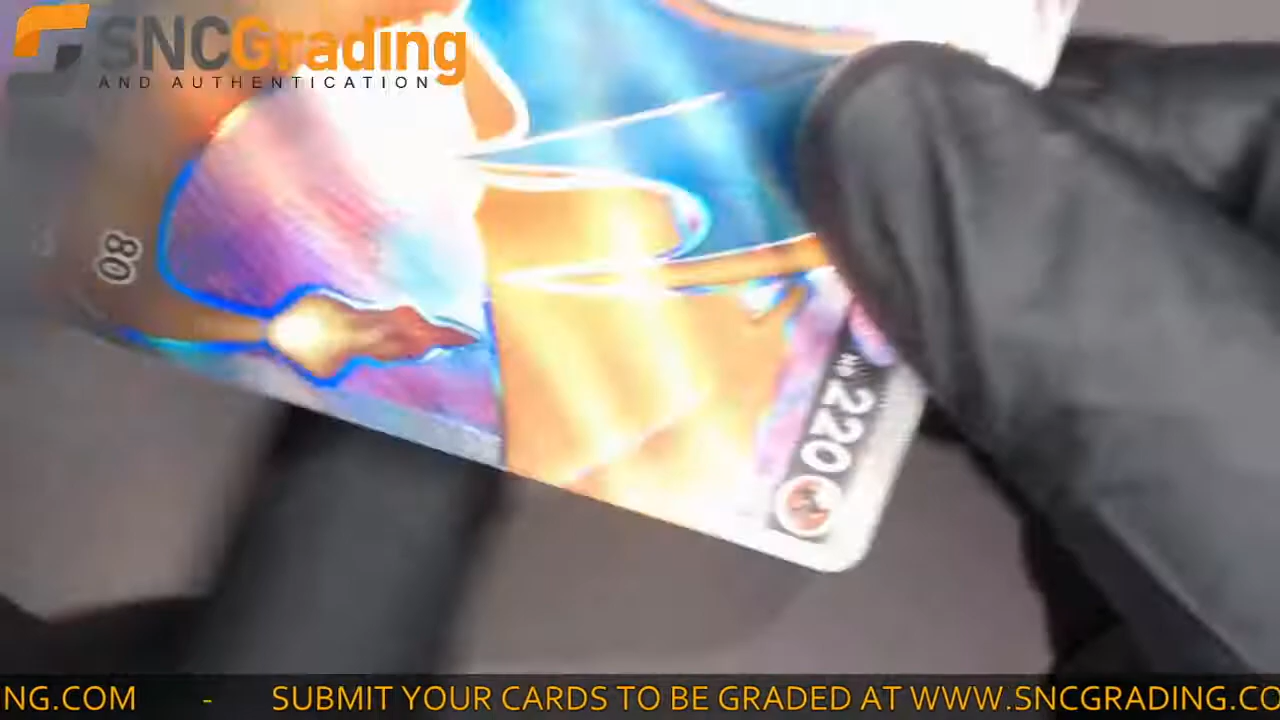 SNCGrading
AND AUTHENTICATION
80
220
NG.COM - SUBMIT YOUR CARDS TO BE GRADED AT WWW.SNCGRADING.CO